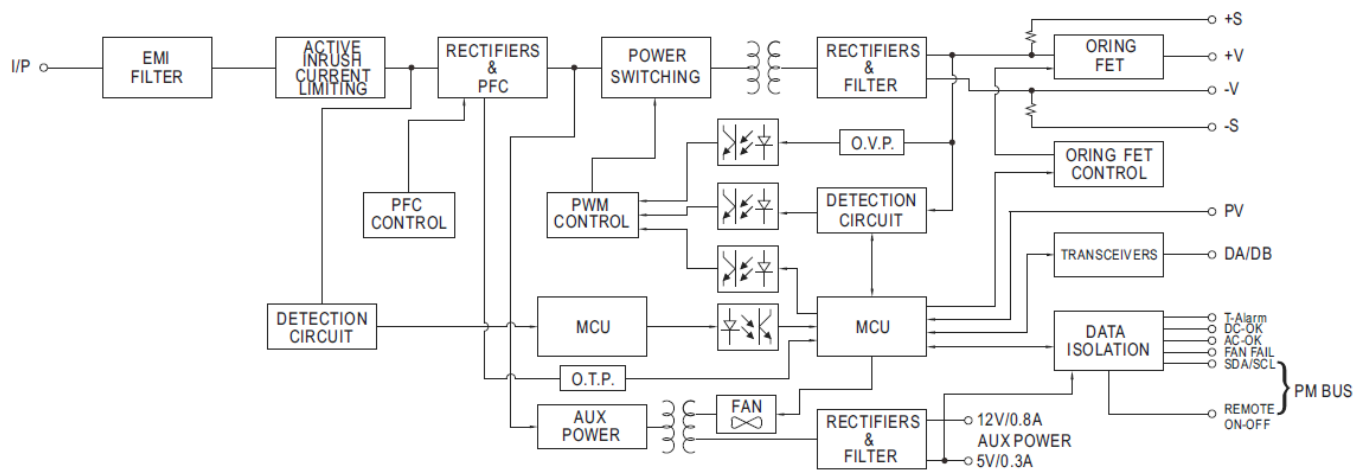 I/P
EMI
FILTER
ACTIVE
INRUSH
CURRENT
LIMITING
RECTIFIERS
&
PFC
POWER
SWITCHING
RECTIFIERS
&
FILTER
+S
ORING
FET
+V
-V
-S
O.V.P.
ORING FET
CONTROL
PFC
CONTROL
PWM
CONTROL
DETECTION
CIRCUIT
PV
TRANSCEIVERS
DA/DB
DETECTION
CIRCUIT
MCU
MCU
DATA
ISOLATION
T-Alarm
DC-OK
AC-OK
FAN FAIL
SDA/SCL
PM BUS
REMOTE
ON-OFF
O.T.P.
AUX
POWER
FAN
RECTIFIERS
&
FILTER
12V/0.8A
AUX POWER
5V/0.3A